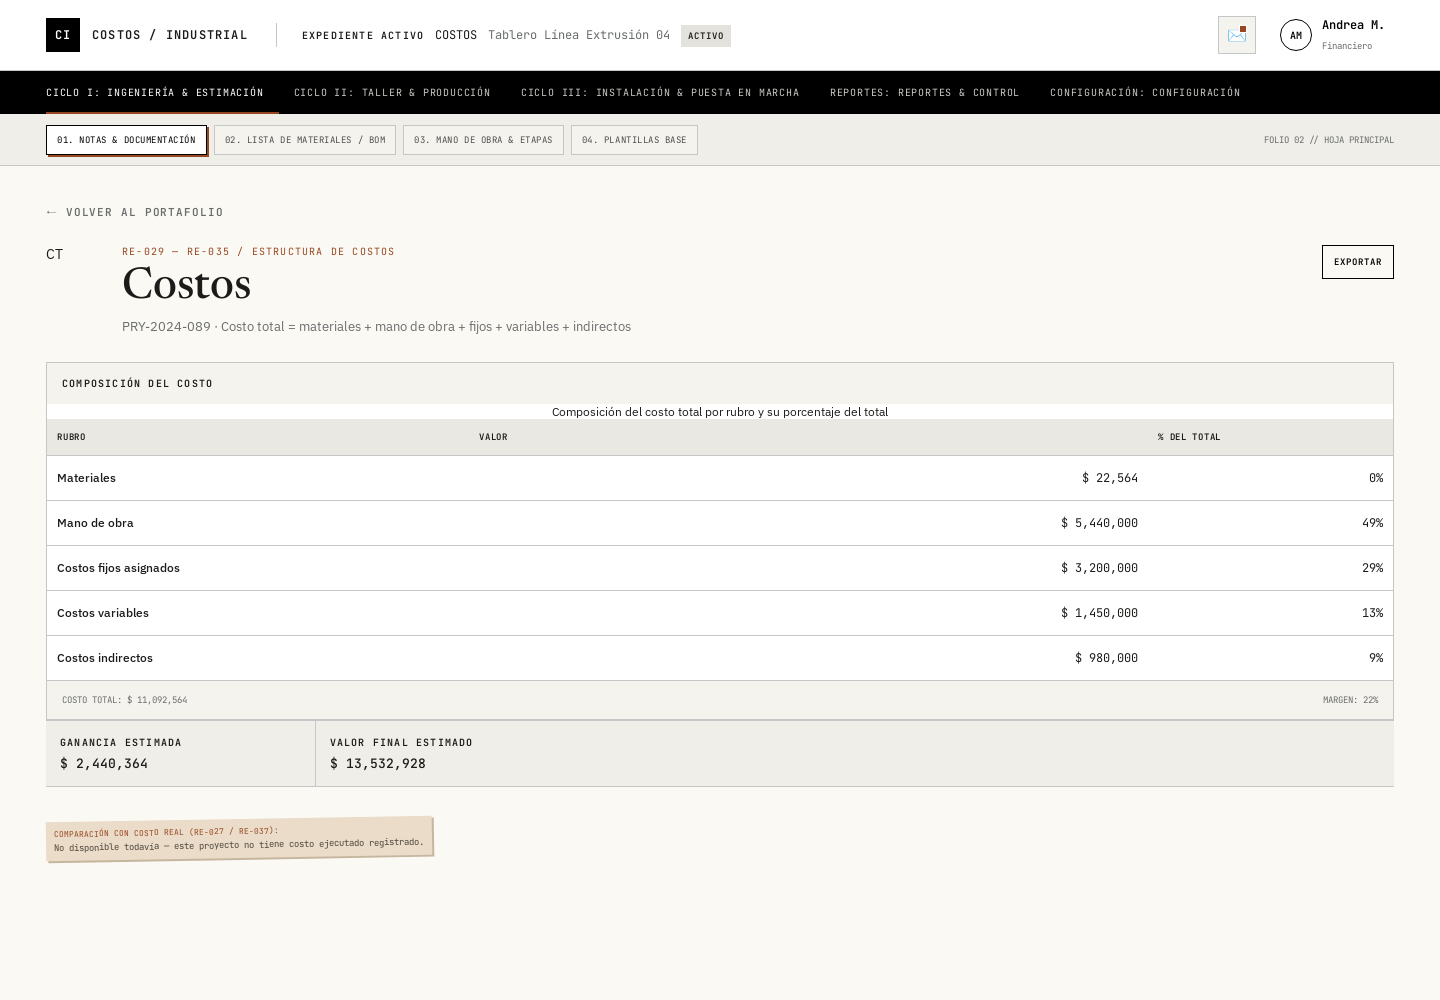 CI COSTOS / INDUSTRIAL EXPEDIENTE ACTIVO COSTOS Tablero Línea Extrusión 04 ACTIVO AM Andrea M.
Financiero
CICLO I: INGENIERÍA & ESTIMACIÓN CICLO II: TALLER & PRODUCCIÓN CICLO III: INSTALACIÓN & PUESTA EN MARCHA REPORTES: REPORTES & CONTROL CONFIGURACIÓN: CONFIGURACIÓN
01. NOTAS & DOCUMENTACIÓN 02. LISTA DE MATERIALES / BOM 03. MANO DE OBRA & ETAPAS 04. PLANTILLAS BASE FOLIO 02 // HOJA PRINCIPAL
← VOLVER AL PORTAFOLIO
CT RE-029 — RE-035 / ESTRUCTURA DE COSTOS
Costos
EXPORTAR
PRY-2024-089 · Costo total = materiales + mano de obra + fijos + variables + indirectos
COMPOSICIÓN DEL COSTO
Composición del costo total por rubro y su porcentaje del total
RUBRO VALOR % DEL TOTAL
Materiales $ 22,564 0%
Mano de obra $ 5,440,000 49%
Costos fijos asignados $ 3,200,000 29%
Costos variables $ 1,450,000 13%
Costos indirectos $ 980,000 9%
COSTO TOTAL: $ 11,092,564 MARGEN: 22%
GANANCIA ESTIMADA VALOR FINAL ESTIMADO
$ 2,440,364 $ 13,532,928
COMPARACIÓN CON COSTO REAL (RE-027 / RE-037):
No disponible todavía — este proyecto no tiene costo ejecutado registrado.